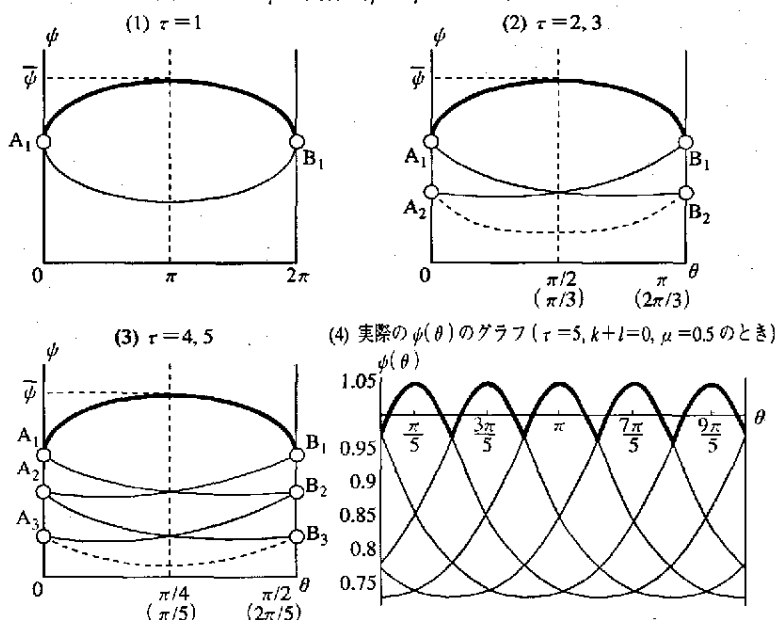 (1) τ=1
ψ
ψ̄
A₁
B₁
0
π
2π
(2) τ=2, 3
ψ
ψ̄
A₁
B₁
A₂
B₂
0
π/2
(π/3)
π
(2π/3)
θ
(3) τ=4, 5
ψ
ψ̄
A₁
B₁
A₂
B₂
A₃
B₃
0
π/4
(π/5)
π/2
(2π/5)
θ
(4) 実際の ψ(θ) のグラフ (τ=5, k+l=0, μ=0.5 のとき)
ψ(θ)
1.05
θ
π/5
3π/5
π
7π/5
9π/5
0.95
0.9
0.85
0.8
0.75